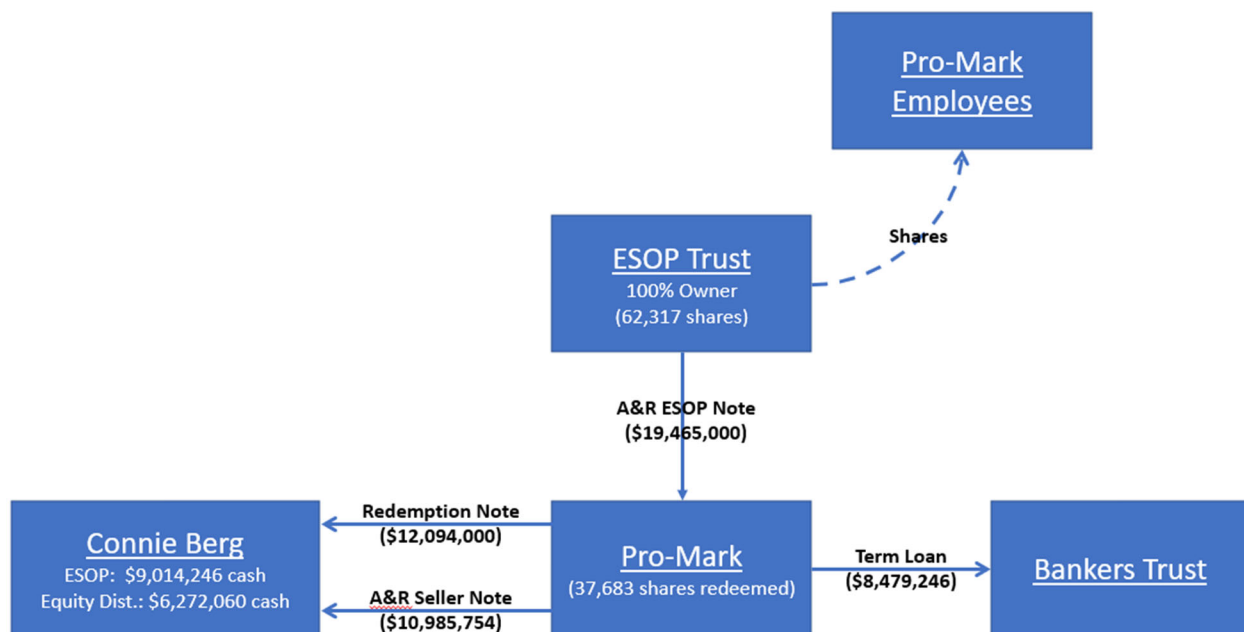 Pro-Mark
Employees
Shares
ESOP Trust
100% Owner
(62,317 shares)
A&R ESOP Note
($19,465,000)
Redemption Note
($12,094,000)
A&R Seller Note
($10,985,754)
Connie Berg
ESOP: $9,014,246 cash
Equity Dist.: $6,272,060 cash
Pro-Mark
(37,683 shares redeemed)
Term Loan
($8,479,246)
Bankers Trust